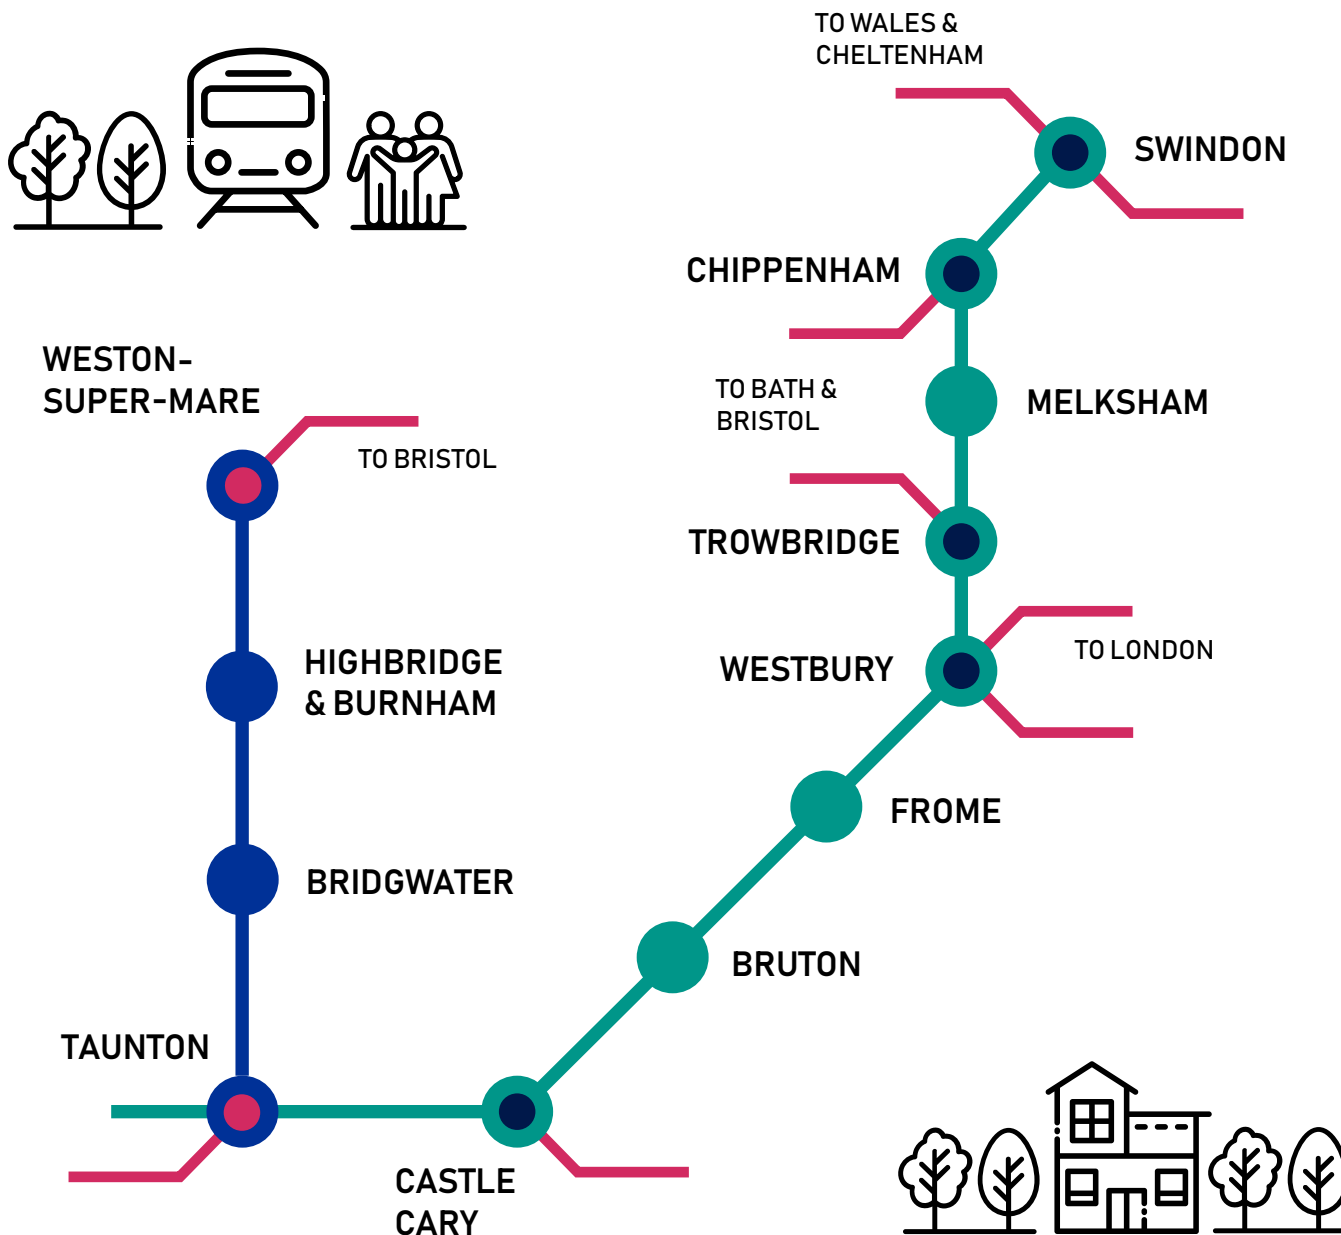 TO WALES &
CHELTENHAM
SWINDON
CHIPPENHAM
WESTON-
SUPER-MARE
TO BATH &
BRISTOL
MELKSHAM
TO BRISTOL
TROWBRIDGE
TO LONDON
WESTBURY
HIGHBRIDGE
& BURNHAM
FROME
BRIDGWATER
BRUTON
TAUNTON
CASTLE
CARY